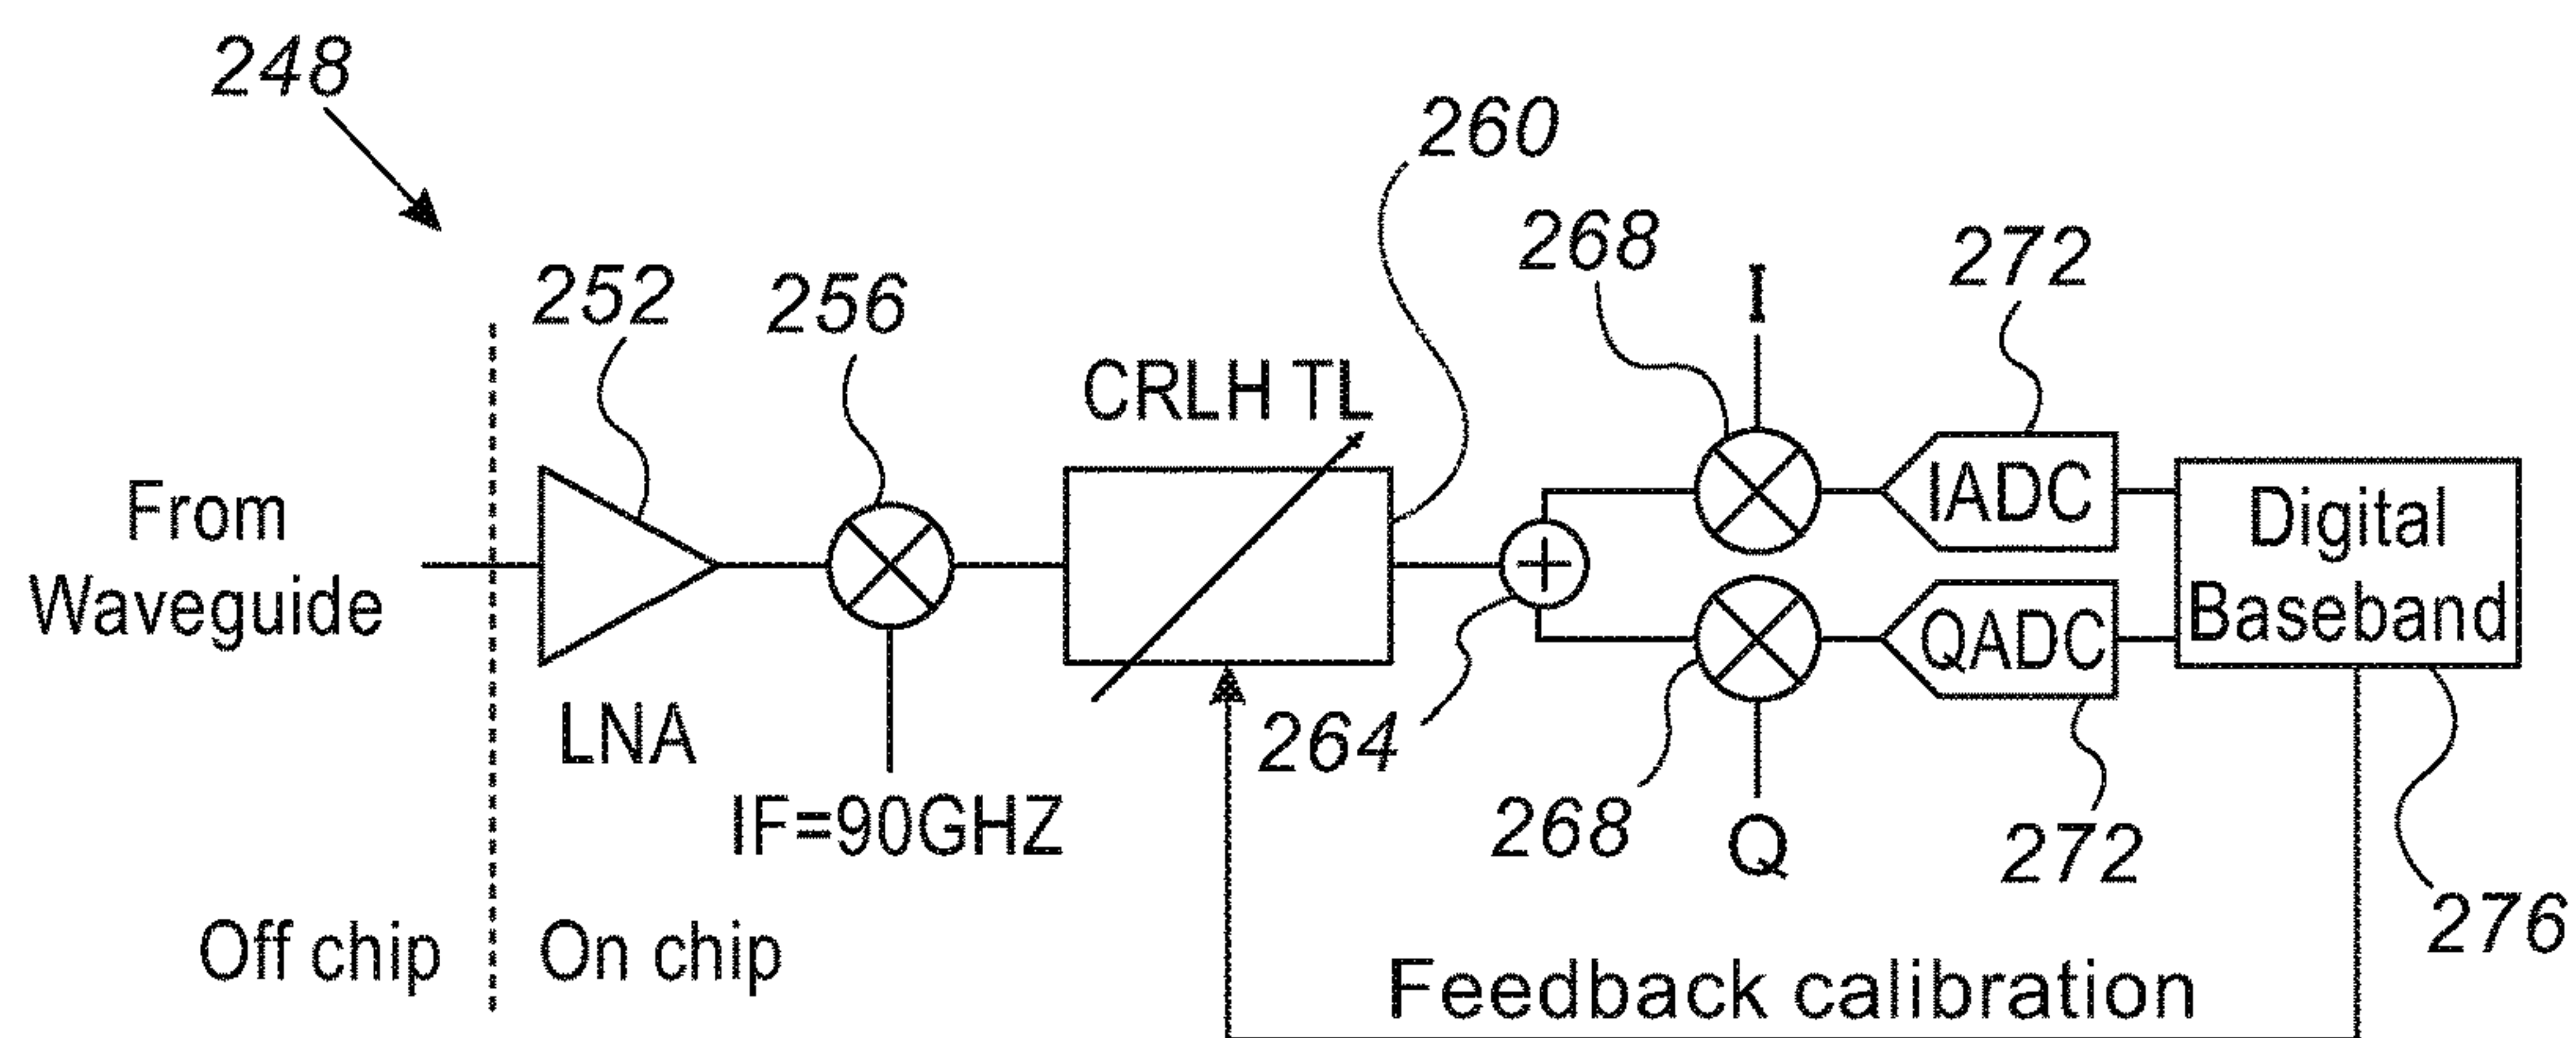 248
260
268
I
272
252
256
CRLH TL
From
Waveguide
IADC
QADC
Digital
Baseband
LNA
IF=90GHZ
264
268
Q
272
276
Off chip
On chip
Feedback calibration